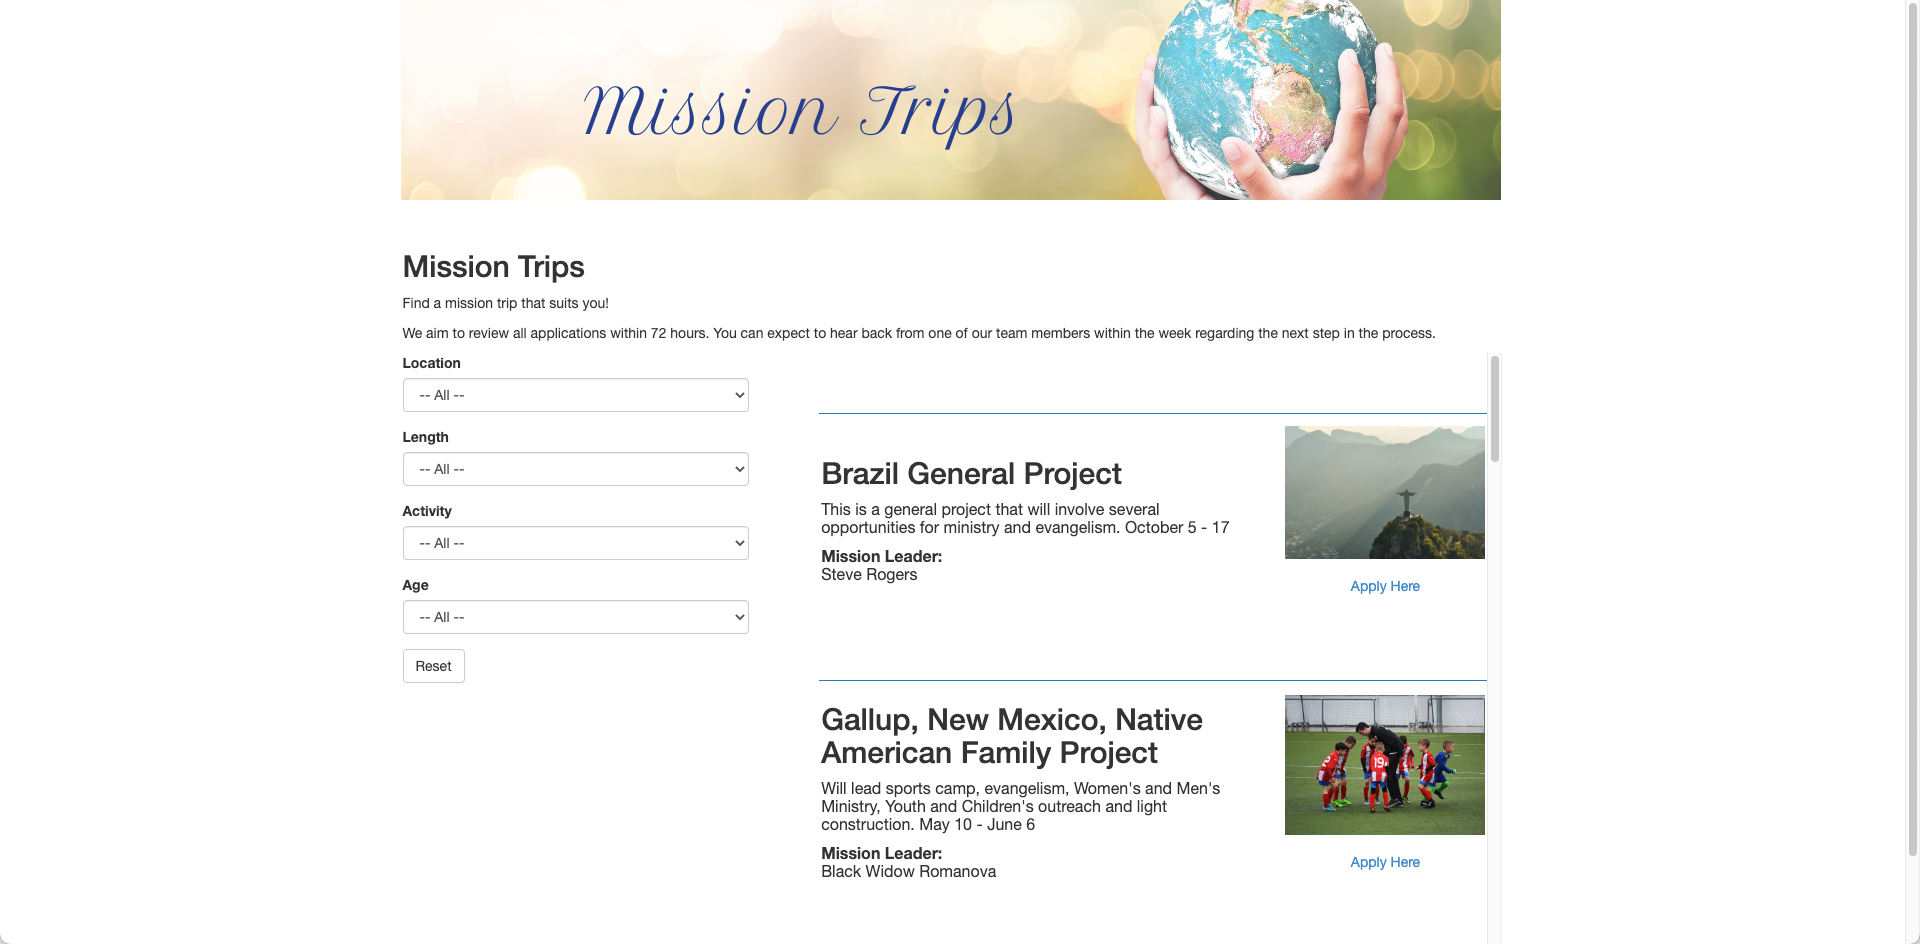 Mission Trips
Mission Trips
Find a mission trip that suits you!
We aim to review all applications within 72 hours. You can expect to hear back from one of our team members within the week regarding the next step in the process.
Location
-- All --
Length
-- All --
Activity
-- All --
Age
-- All --
Reset
Brazil General Project
This is a general project that will involve several
opportunities for ministry and evangelism. October 5 - 17
Mission Leader:
Steve Rogers
Apply Here
Gallup, New Mexico, Native
American Family Project
Will lead sports camp, evangelism, Women's and Men's
Ministry, Youth and Children's outreach and light
construction. May 10 - June 6
Mission Leader:
Black Widow Romanova
2
19
Apply Here